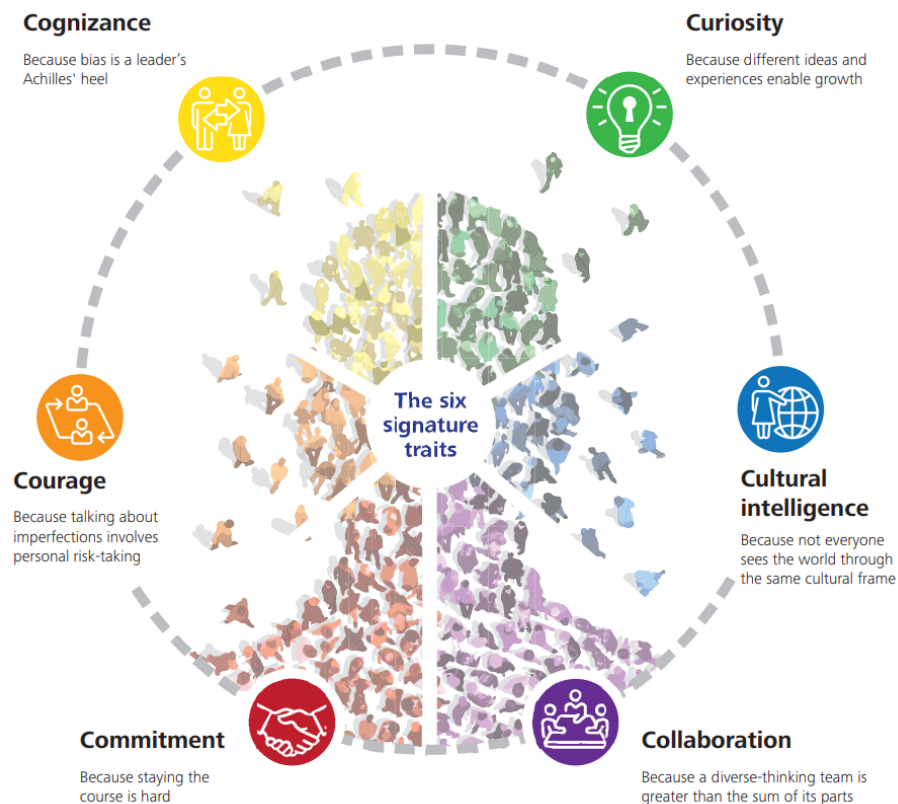 Cognizance
Because bias is a leader’s
Achilles’ heel
Curiosity
Because different ideas and
experiences enable growth
The six
signature
traits
Courage
Because talking about
imperfections involves
personal risk-taking
Cultural
intelligence
Because not everyone
sees the world through
the same cultural frame
Commitment
Because staying the
course is hard
Collaboration
Because a diverse-thinking team is
greater than the sum of its parts